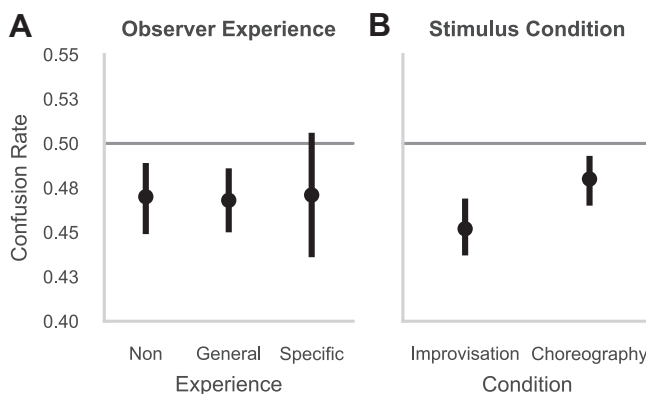 A Observer Experience
Confusion Rate
0.55
0.53
0.50
0.48
0.45
0.43
0.40
Non General Specific
Experience
B Stimulus Condition
Improvisation Choreography
Condition